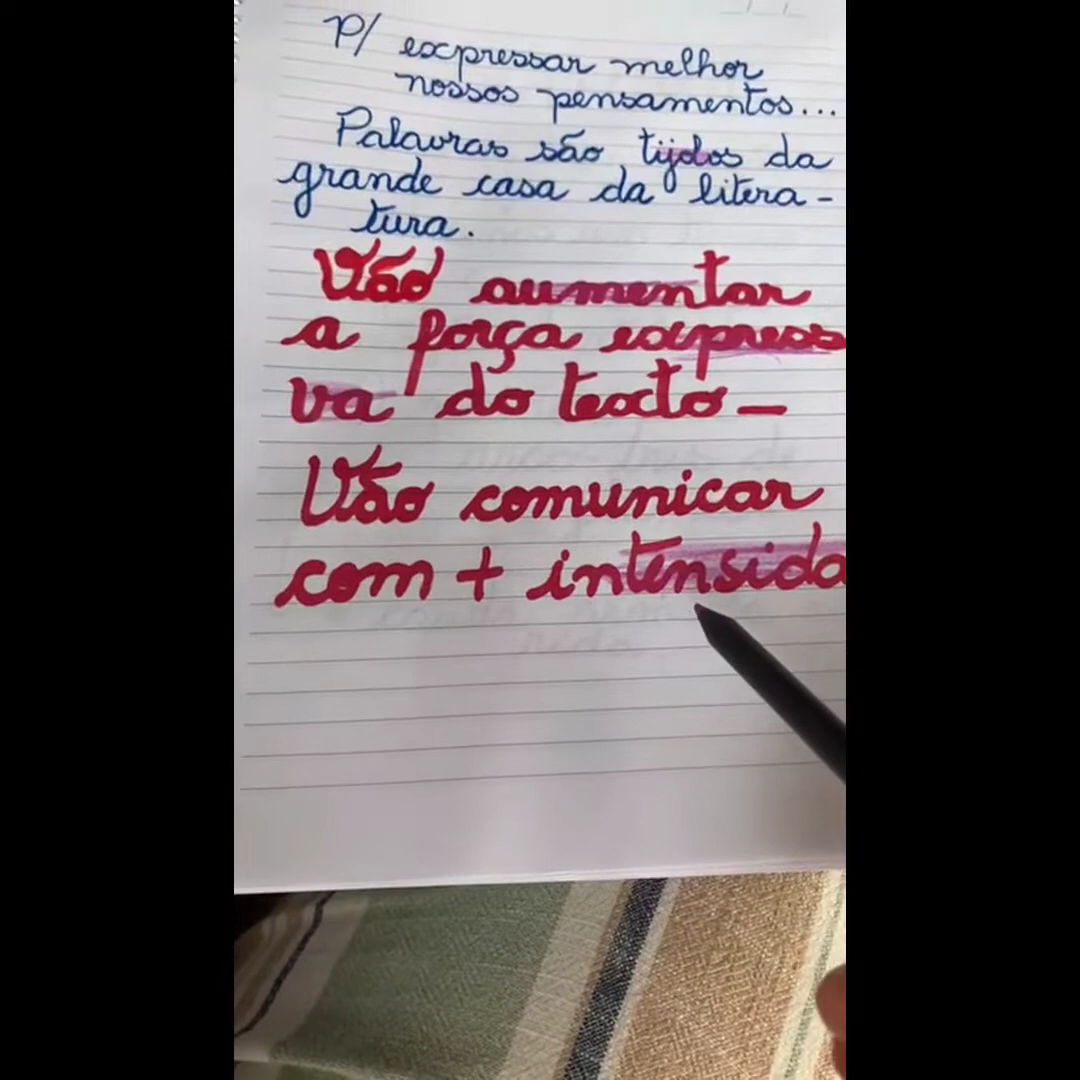 P/ expressar melhor
nossos pensamentos...
Palavras são tijolos da
grande casa da litera-
tura.
Vão aumentar
a força express
va do texto-
Vão comunicar
com + intensida